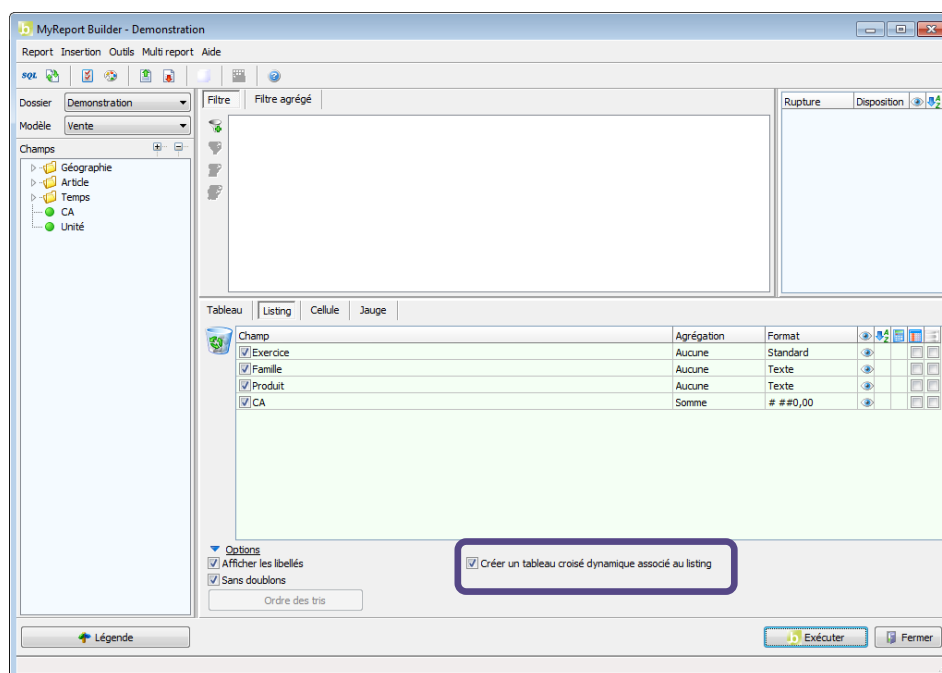 MyReport Builder - Demonstration
Report Insertion Outils Multi report Aide
SQL
Dossier Demonstration
Modèle Vente
Champs
Géographie
Article
Temps
CA
Unité
Filtre Filtre agrégé
Rupture Disposition
Tableau Listing Cellule Jauge
Champ Agrégation Format
Exercice Aucune Standard
Famille Aucune Texte
Produit Aucune Texte
CA Somme # ##0,00
Options
Afficher les libellés Créer un tableau croisé dynamique associé au listing
Sans doublons
Ordre des tris
Légende Exécuter Fermer